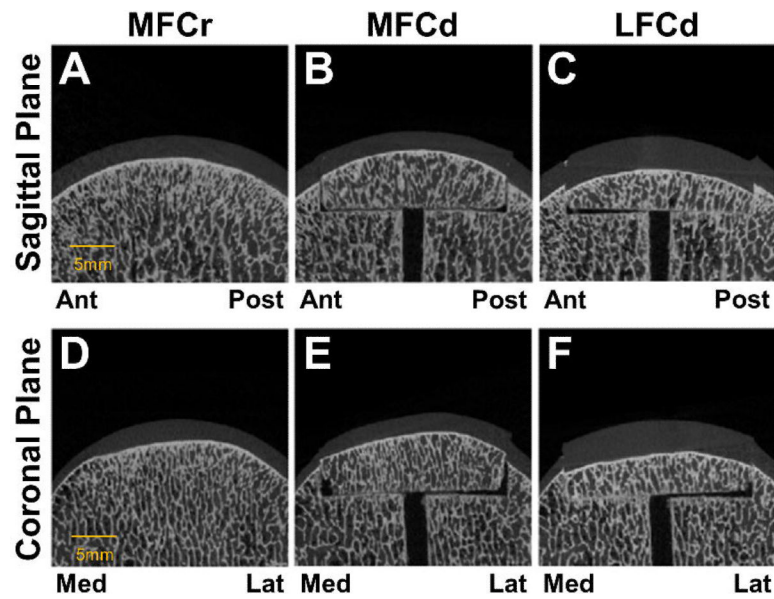 MFCr MFCd LFCd
Sagittal Plane
A B C
5mm
Ant Post Ant Post Ant Post
Coronal Plane
D E F
5mm
Med Lat Med Lat Med Lat